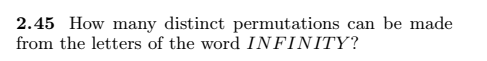 2.45 How many distinct permutations can be made
from the letters of the word INFINITY?